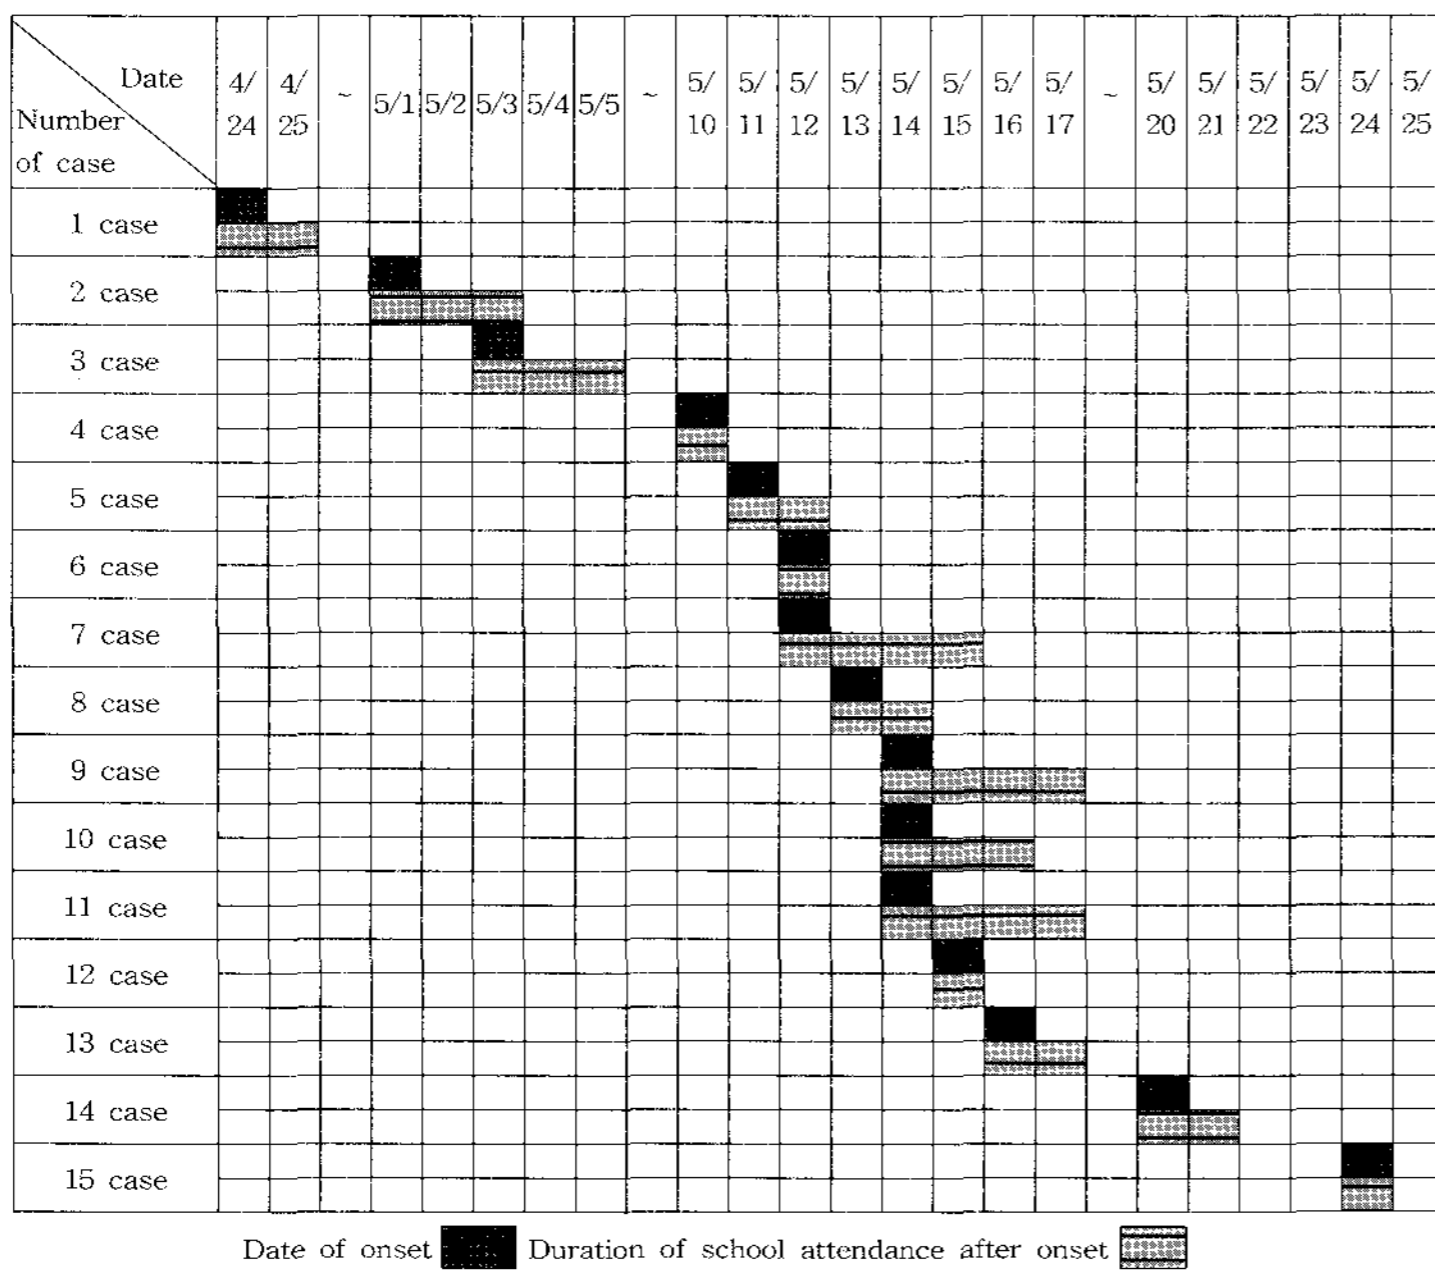 Date
Number
of case
4/24 4/25 ~ 5/1 5/2 5/3 5/4 5/5 ~ 5/10 5/11 5/12 5/13 5/14 5/15 5/16 5/17 ~ 5/20 5/21 5/22 5/23 5/24 5/25
1 case
2 case
3 case
4 case
5 case
6 case
7 case
8 case
9 case
10 case
11 case
12 case
13 case
14 case
15 case
Date of onset Duration of school attendance after onset